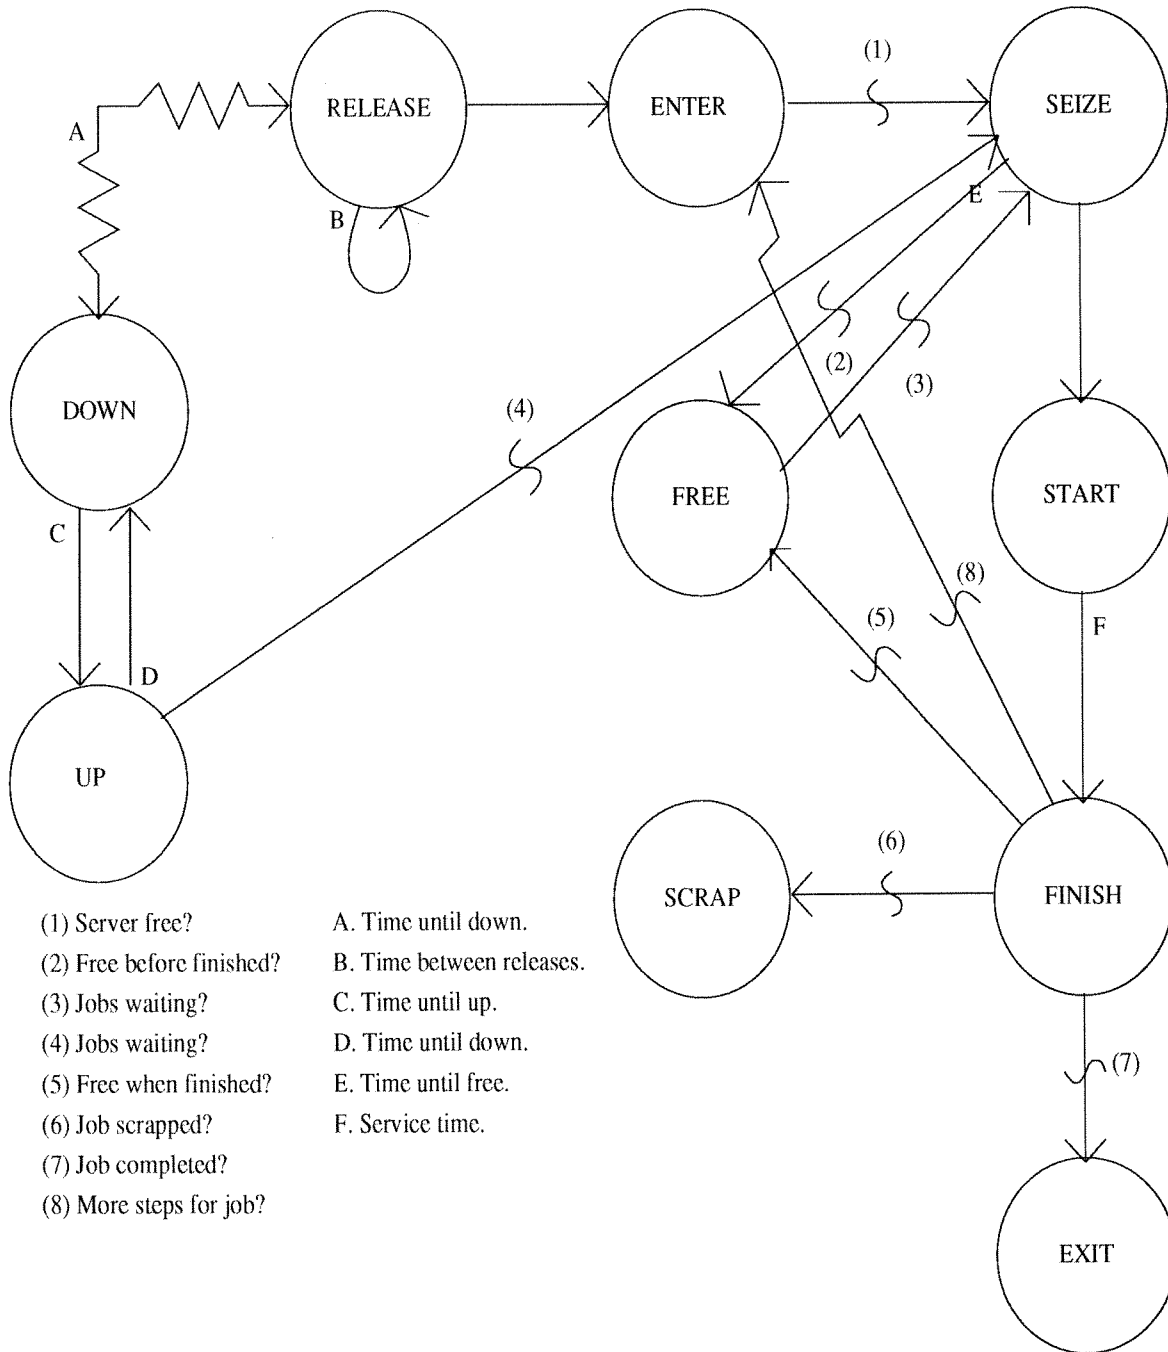 (1)
A
RELEASE
ENTER
SEIZE
B
E
(2)
(3)
DOWN
(4)
FREE
START
C
(8)
(5)
F
D
UP
(6)
SCRAP
FINISH
(1) Server free?
(2) Free before finished?
(3) Jobs waiting?
(4) Jobs waiting?
(5) Free when finished?
(6) Job scrapped?
(7) Job completed?
(8) More steps for job?
A. Time until down.
B. Time between releases.
C. Time until up.
D. Time until down.
E. Time until free.
F. Service time.
(7)
EXIT